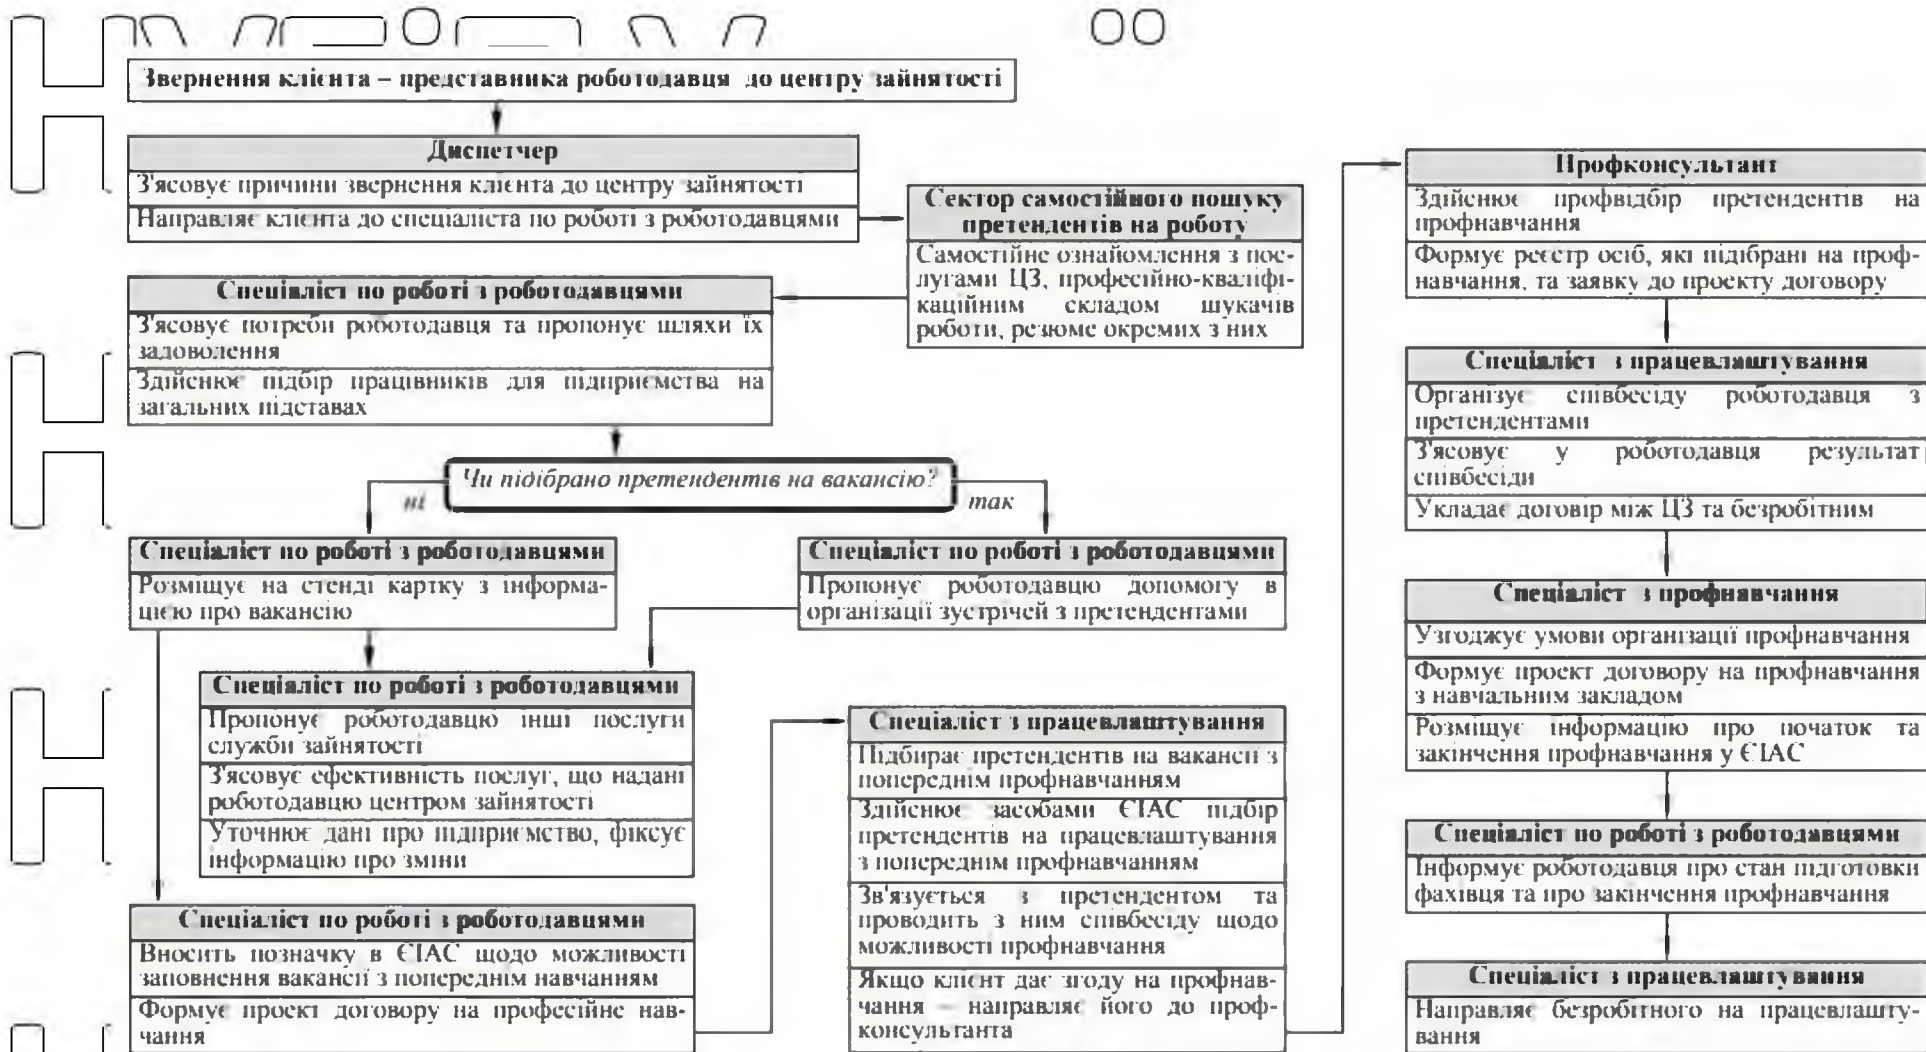 Звернення клієнта – представника роботодавця до центру зайнятості
Диспетчер
З'ясовує причини звернення клієнта до центру зайнятості
Направляє клієнта до спеціаліста по роботі з роботодавцями
Сектор самостійного пошуку
претендентів на роботу
Самостійне ознайомлення з пос-
лугами ЦЗ, професійно-кваліфі-
каційним складом шукачів
роботи, резюме окремих з них
Спеціаліст по роботі з роботодавцями
З'ясовує потреби роботодавця та пропонує шляхи їх
задоволення
Здійснює підбір працівників для підприємства на
загальних підставах
Чи підібрано претендентів на вакансію?
ні
так
Спеціаліст по роботі з роботодавцями
Розміщує на стенді картку з інформа-
цією про вакансію
Спеціаліст по роботі з роботодавцями
Пропонує роботодавцю допомогу в
організації зустрічей з претендентами
Спеціаліст по роботі з роботодавцями
Пропонує роботодавцю інші послуги
служби зайнятості
З'ясовує ефективність послуг, що надані
роботодавцю центром зайнятості
Уточнює дані про підприємство, фіксує
інформацію про зміни
Спеціаліст по роботі з роботодавцями
Вносить позначку в ЄІАС щодо можливості
заповнення вакансії з попереднім навчанням
Формує проект договору на професійне нав-
чання
Спеціаліст з працевлаштування
Підбирає претендентів на вакансії з
попереднім профнавчанням
Здійснює засобами ЄІАС підбір
претендентів на працевлаштування
з попереднім профнавчанням
Зв'язується з претендентом та
проводить з ним співбесіду щодо
можливості профнавчання
Якщо клієнт дає згоду на профнав-
чання – направляє його до проф-
консультанта
Профконсультант
Здійснює профвідбір претендентів на
профнавчання
Формує реєстр осіб, які підібрані на проф-
навчання, та заявку до проекту договору
Спеціаліст з працевлаштування
Організує співбесіду роботодавця з
претендентами
З'ясовує у роботодавця результат
співбесіди
Укладає договір між ЦЗ та безробітним
Спеціаліст з профнавчання
Узгоджує умови організації профнавчання
Формує проект договору на профнавчання
з навчальним закладом
Розміщує інформацію про початок та
закінчення профнавчання у ЄІАС
Спеціаліст по роботі з роботодавцями
Інформує роботодавця про стан підготовки
фахівця та про закінчення профнавчання
Спеціаліст з працевлаштування
Направляє безробітного на працевлашту-
вання